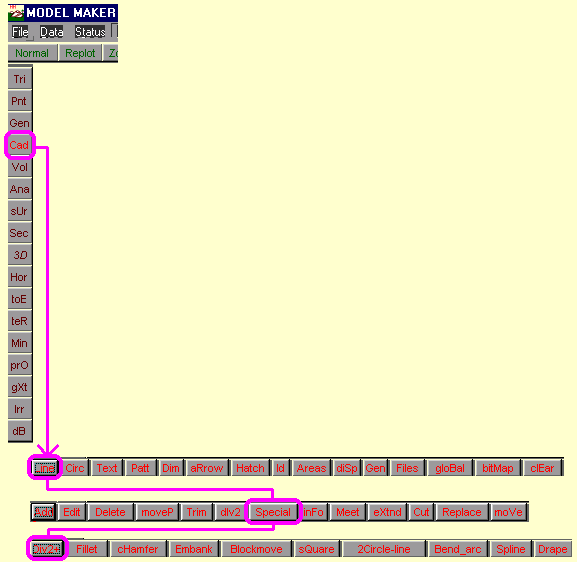 MODEL MAKER
File Data Status
Normal Replot Zo
Tri
Pnt
Gen
Cad
Vol
Ana
sUr
Sec
3D
Hor
toE
teR
Min
prO
gXt
Irr
dB
Line Circ Text Patt Dim aRrow Hatch Id Areas diSp Gen Files gloBal bitMap clEar
Add Edit Delete moveP Trim dIv2 Special inFo Meet eXtnd Cut Replace moVe
Div2+ Fillet cHamfer Embank Blockmove sQuare 2Circle-line Bend_arc Spline Drape